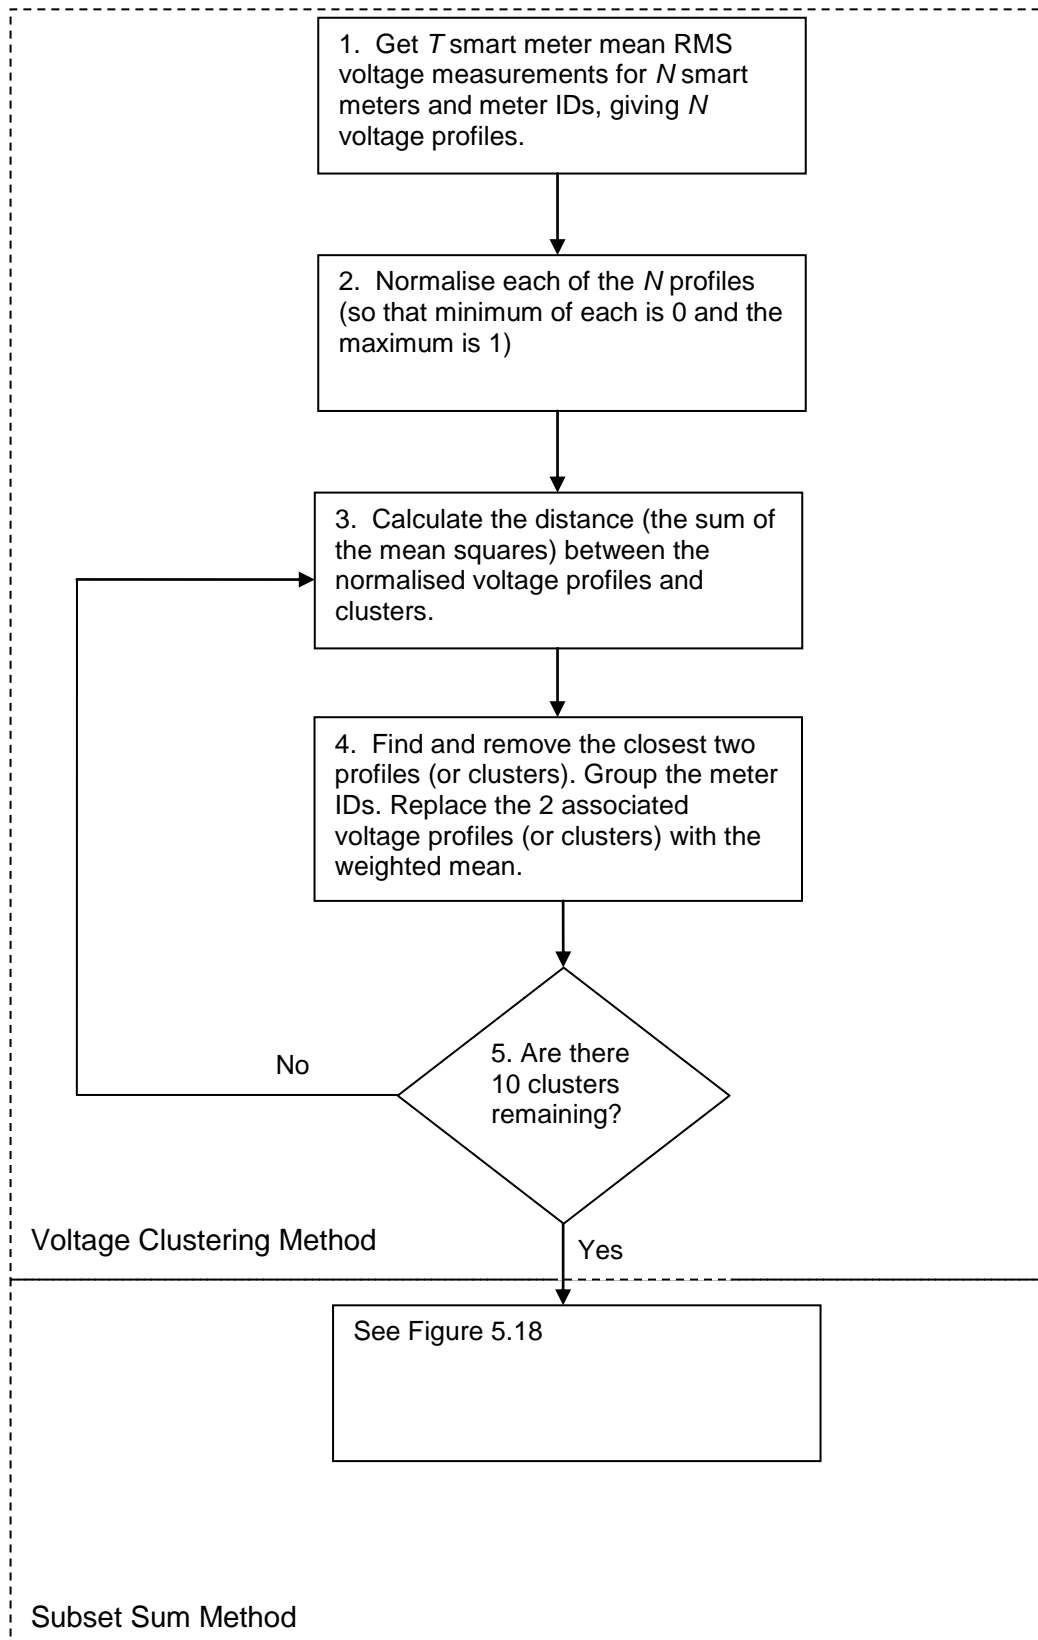 1. Get T smart meter mean RMS
voltage measurements for N smart
meters and meter IDs, giving N
voltage profiles.
2. Normalise each of the N profiles
(so that minimum of each is 0 and the
maximum is 1)
3. Calculate the distance (the sum of
the mean squares) between the
normalised voltage profiles and
clusters.
4. Find and remove the closest two
profiles (or clusters). Group the meter
IDs. Replace the 2 associated
voltage profiles (or clusters) with the
weighted mean.
5. Are there
10 clusters
remaining?
No
Voltage Clustering Method
Yes
See Figure 5.18
Subset Sum Method